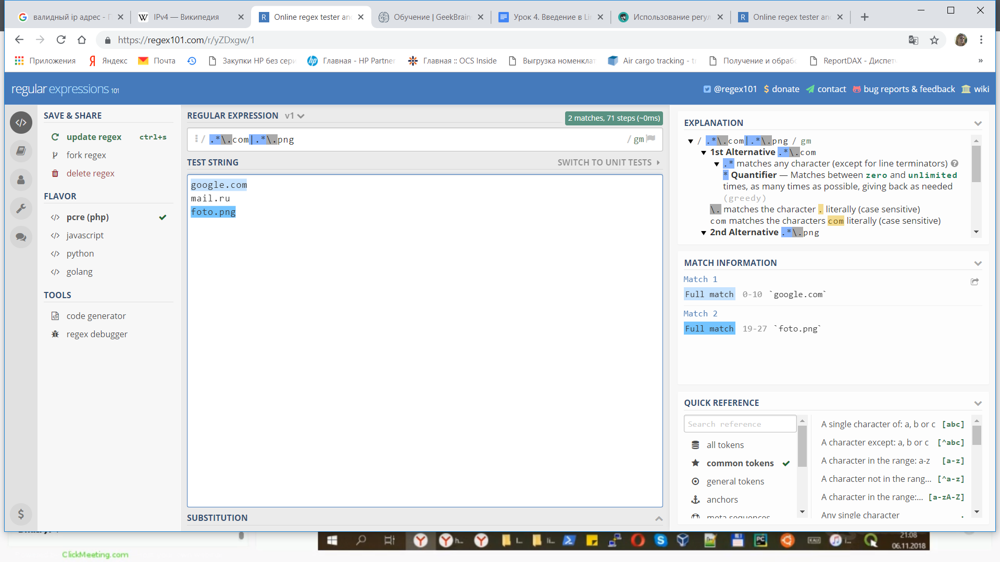 валидный ip адрес - П
IPv4 — Википедия
Online regex tester and
Обучение | GeekBrain
Урок 4. Введение в Li
Использование регул
Online regex tester and
https://regex101.com/r/yZDxgw/1
Приложения
Яндекс
Почта
Закупки HP без сери
Главная - HP Partner
Главная :: OCS Inside
Выгрузка номенклат
Air cargo tracking - tr
Получение и обрабо
ReportDAX - Диспетч
»
regular expressions 101
@regex101
$ donate
contact
bug reports & feedback
wiki
SAVE & SHARE
update regex ctrl+s
fork regex
delete regex
FLAVOR
</> pcre (php)
</> javascript
</> python
</> golang
TOOLS
code generator
regex debugger
REGULAR EXPRESSION v1
2 matches, 71 steps (~0ms)
/ .*\.com|.*\.png / gm
TEST STRING
SWITCH TO UNIT TESTS
google.com
mail.ru
foto.png
SUBSTITUTION
EXPLANATION
/ .*\.com|.*\.png / gm
1st Alternative .*\.com
.* matches any character (except for line terminators)
* Quantifier — Matches between zero and unlimited
times, as many times as possible, giving back as needed
(greedy)
\. matches the character . literally (case sensitive)
com matches the characters com literally (case sensitive)
2nd Alternative .*\.png
MATCH INFORMATION
Match 1
Full match 0-10 `google.com`
Match 2
Full match 19-27 `foto.png`
QUICK REFERENCE
Search reference
all tokens
common tokens
general tokens
anchors
meta sequences
A single character of: a, b or c [abc]
A character except: a, b or c [^abc]
A character in the range: a-z [a-z]
A character not in the rang... [^a-z]
A character in the range:... [a-zA-Z]
Any single character .
$
h...
l...
li...
PC
KALI
i...
21:08
06.11.2018
ClickMeeting.com